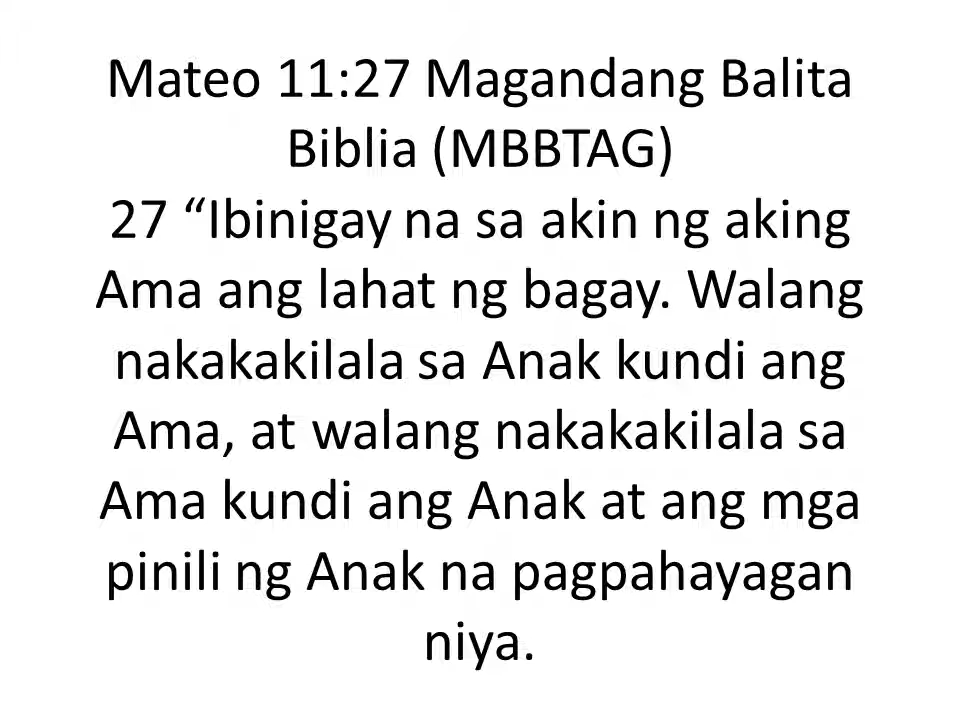 Mateo 11:27 Magandang Balita
Biblia (MBBTAG)
27 “Ibinigay na sa akin ng aking
Ama ang lahat ng bagay. Walang
nakakakilala sa Anak kundi ang
Ama, at walang nakakakilala sa
Ama kundi ang Anak at ang mga
pinili ng Anak na pagpahayagan
niya.